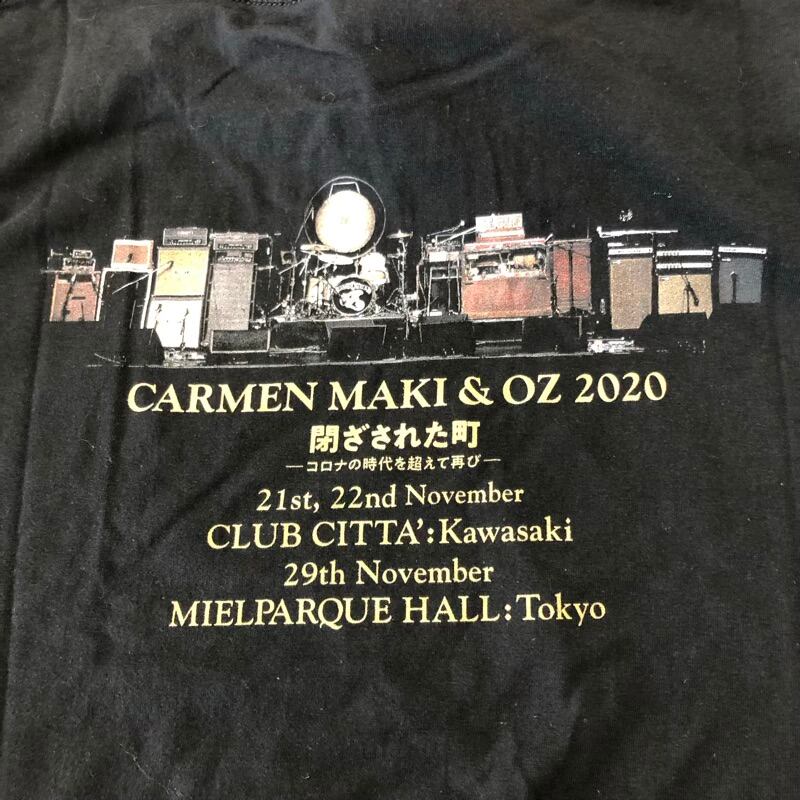 CARMEN MAKI & OZ 2020
閉ざされた町
—コロナの時代を超えて再び—
21st, 22nd November
CLUB CITTA':Kawasaki
29th November
MIELPARQUE HALL:Tokyo